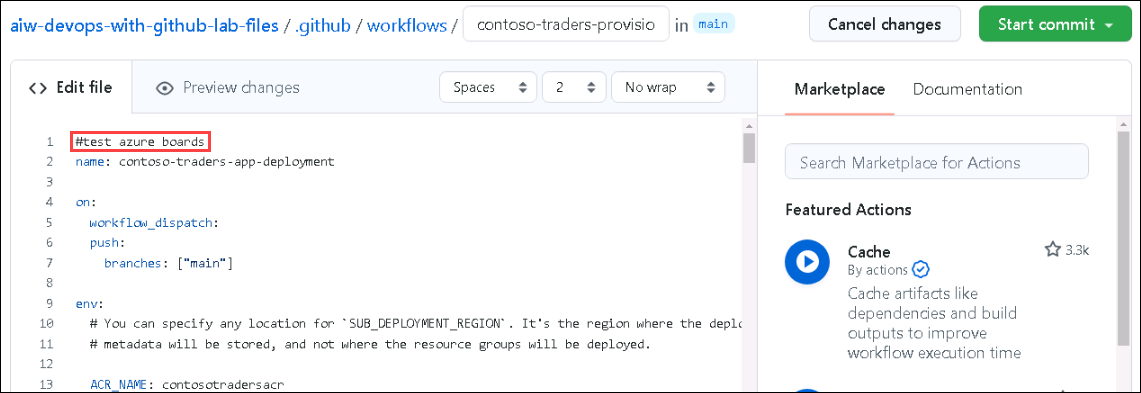 aiw-devops-with-github-lab-files / .github / workflows / contoso-traders-provisio in main
Cancel changes
Start commit
Edit file
Preview changes
Spaces
2
No wrap
1 #test azure boards
2 name: contoso-traders-app-deployment
3
4 on:
5 workflow_dispatch:
6 push:
7 branches: ["main"]
8
9 env:
10 # You can specify any location for `SUB_DEPLOYMENT_REGION`. It's the region where the deplo
11 # metadata will be stored, and not where the resource groups will be deployed.
12
13 ACR_NAME: contosotradersacr
Marketplace
Documentation
Search Marketplace for Actions
Featured Actions
Cache
3.3k
By actions
Cache artifacts like
dependencies and build
outputs to improve
workflow execution time